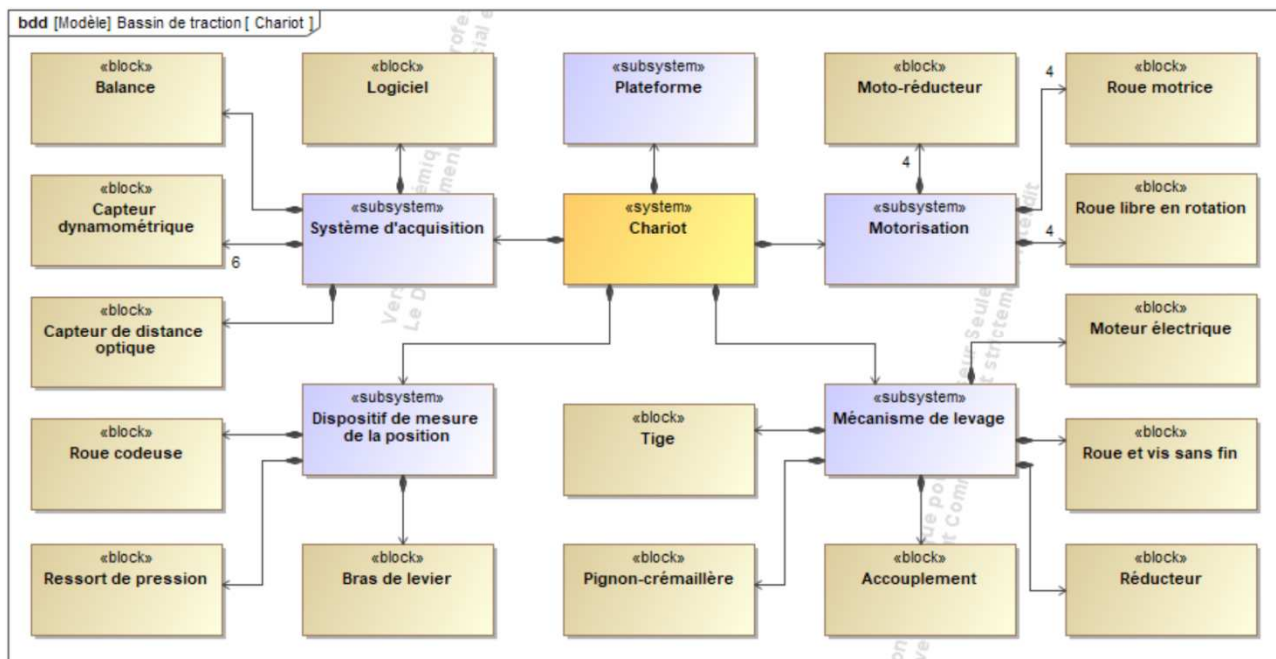 bdd [Modèle] Bassin de traction [ Chariot ]
«block»
Balance
«block»
Logiciel
«subsystem»
Plateforme
«block»
Moto-réducteur
4
«block»
Roue motrice
«block»
Capteur
dynamométrique
6
«subsystem»
Système d'acquisition
«system»
Chariot
4
«subsystem»
Motorisation
«block»
Roue libre en rotation
4
«block»
Capteur de distance
optique
«block»
Moteur électrique
«block»
Roue codeuse
«subsystem»
Dispositif de mesure
de la position
«block»
Tige
«subsystem»
Mécanisme de levage
«block»
Roue et vis sans fin
«block»
Ressort de pression
«block»
Bras de levier
«block»
Pignon-crémaillère
«block»
Accouplement
«block»
Réducteur